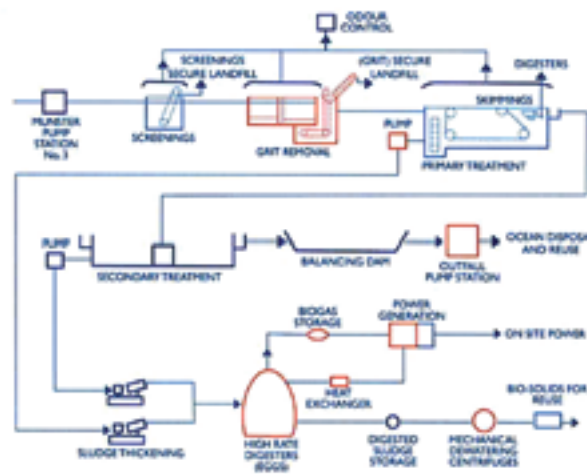 ODOUR
CONTROL
SCREENINGS
SECURE LANDFILL
(GRIT) SECURE
LANDFILL
DIGESTERS
SKIMMINGS
MUNSTER
PUMP
STATION
No. 3
SCREENINGS
GRIT REMOVAL
PUMP
PRIMARY TREATMENT
PUMP
SECONDARY TREATMENT
BALANCING DAM
OUTFALL
PUMP STATION
OCEAN DISPOSA
AND REUSE
BIOGAS
STORAGE
POWER
GENERATION
ON SITE POWER
HEAT
EXCHANGER
BIO-SOLIDS FOR
REUSE
SLUDGE THICKENING
HIGH RATE
DIGESTERS
(EGGS)
DIGESTED
SLUDGE
STORAGE
MECHANICAL
DEWATERING
CENTRIFUGES